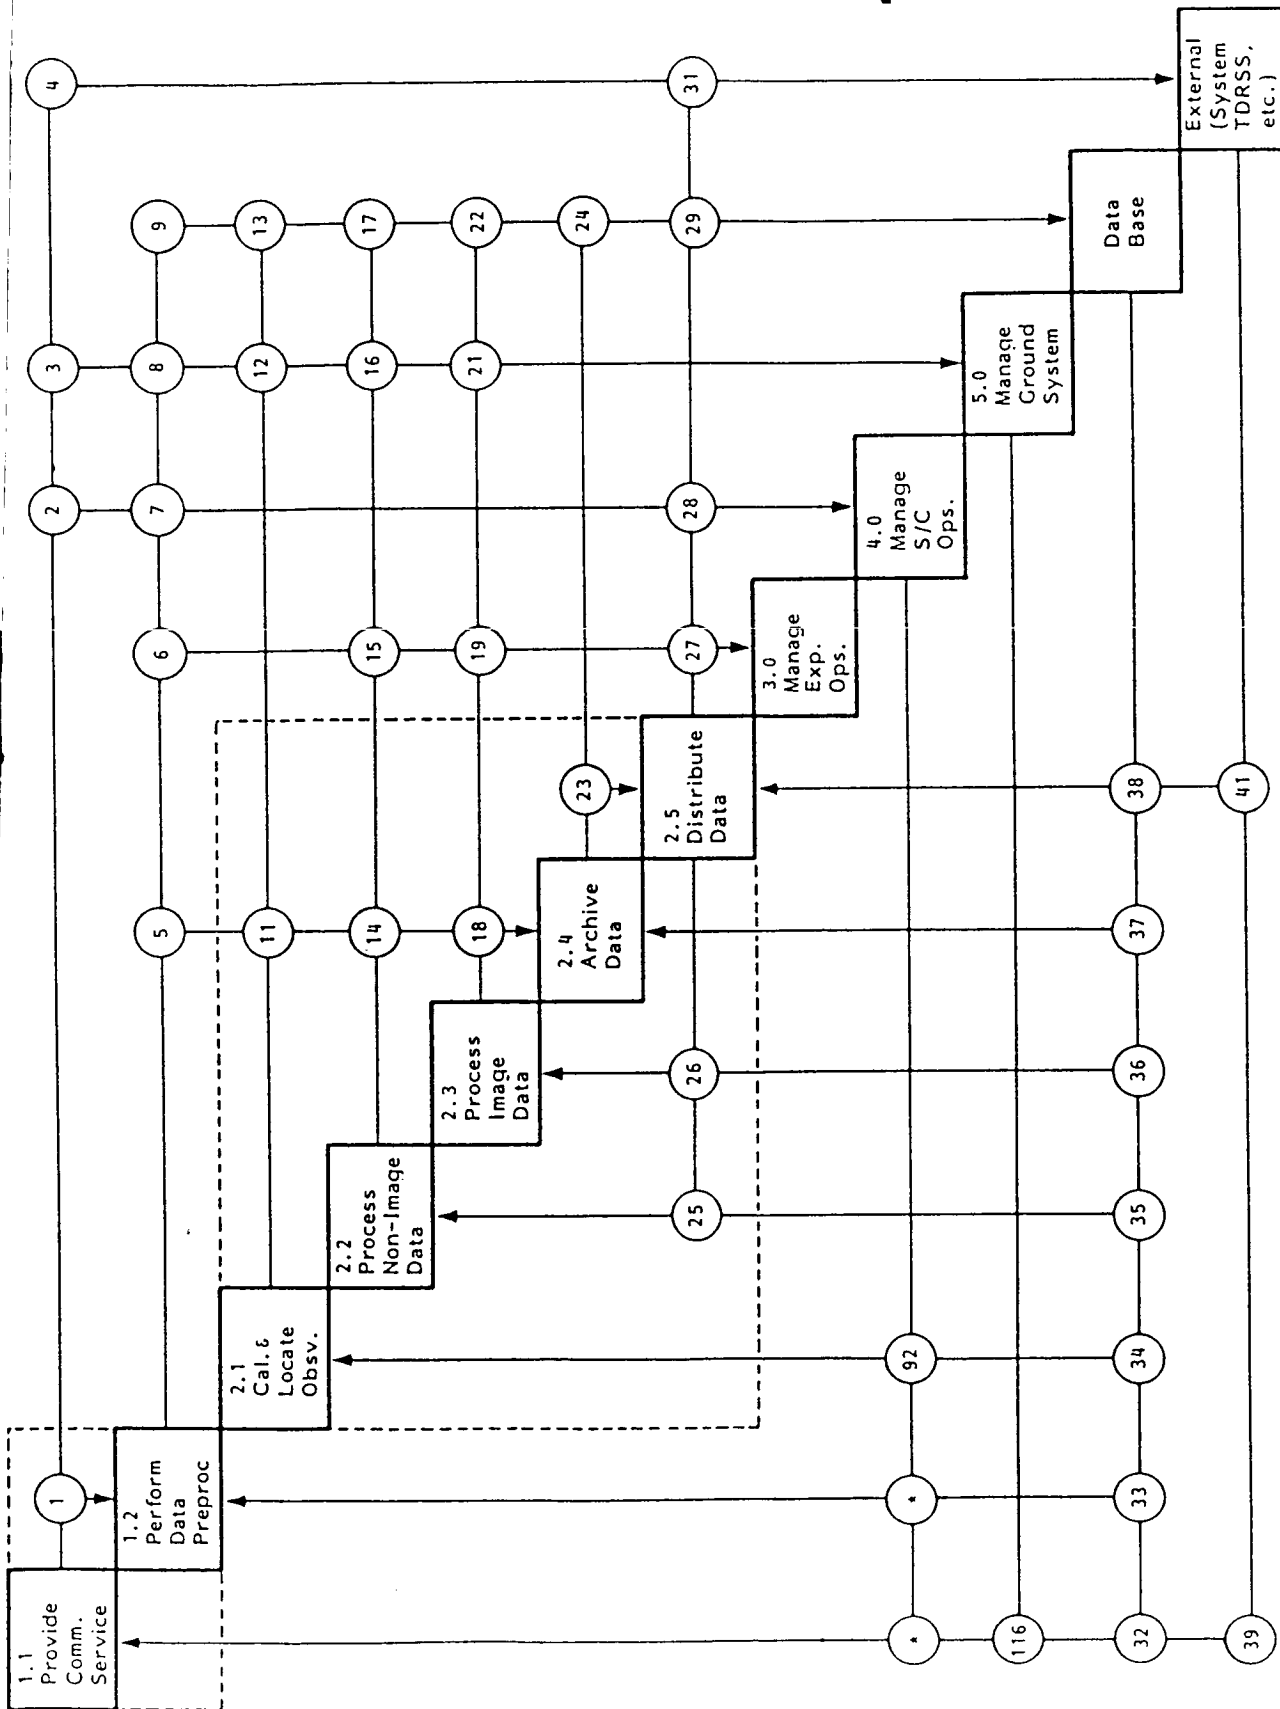 1.1
Provide
Comm.
Service
1
2
3
4
1.2
Perform
Data
Preproc
5
6
7
8
9
2.1
Cal. &
Locate
Obsv.
11
12
13
2.2
Process
Non-Image
Data
14
15
16
17
2.3
Process
Image
Data
18
19
21
22
2.4
Archive
Data
23
24
25
26
2.5
Distribute
Data
27
28
29
31
3.0
Manage
Exp.
Ops.
*
*
92
4.0
Manage
S/C
Ops.
116
5.0
Manage
Ground
System
32
33
34
35
36
37
38
Data
Base
39
41
External
(System
TDRSS,
etc.)